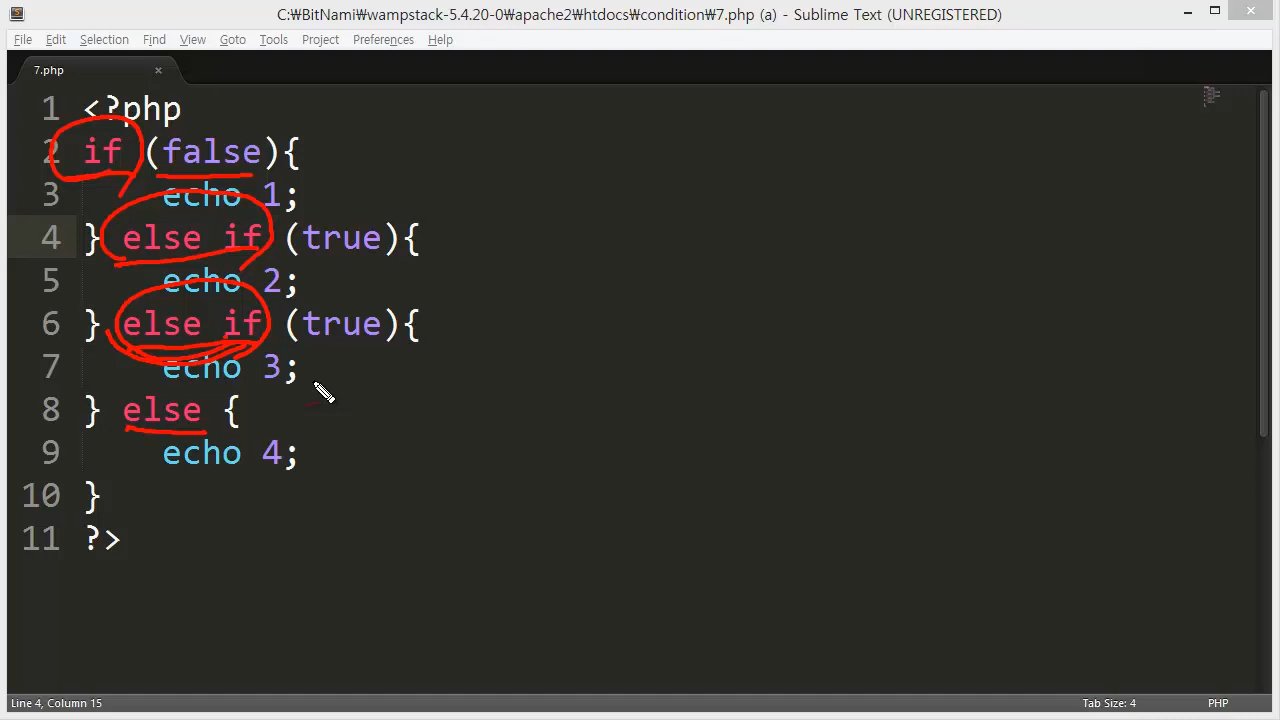 C:₩BitNami₩wampstack-5.4.20-0₩apache2₩htdocs₩condition₩7.php (a) - Sublime Text (UNREGISTERED)
File Edit Selection Find View Goto Tools Project Preferences Help
7.php ×
1 <?php
2 if (false){
3 echo 1;
4 } else if (true){
5 echo 2;
6 } else if (true){
7 echo 3;
8 } else {
9 echo 4;
10 }
11 ?>
Line 4, Column 15 Tab Size: 4 PHP